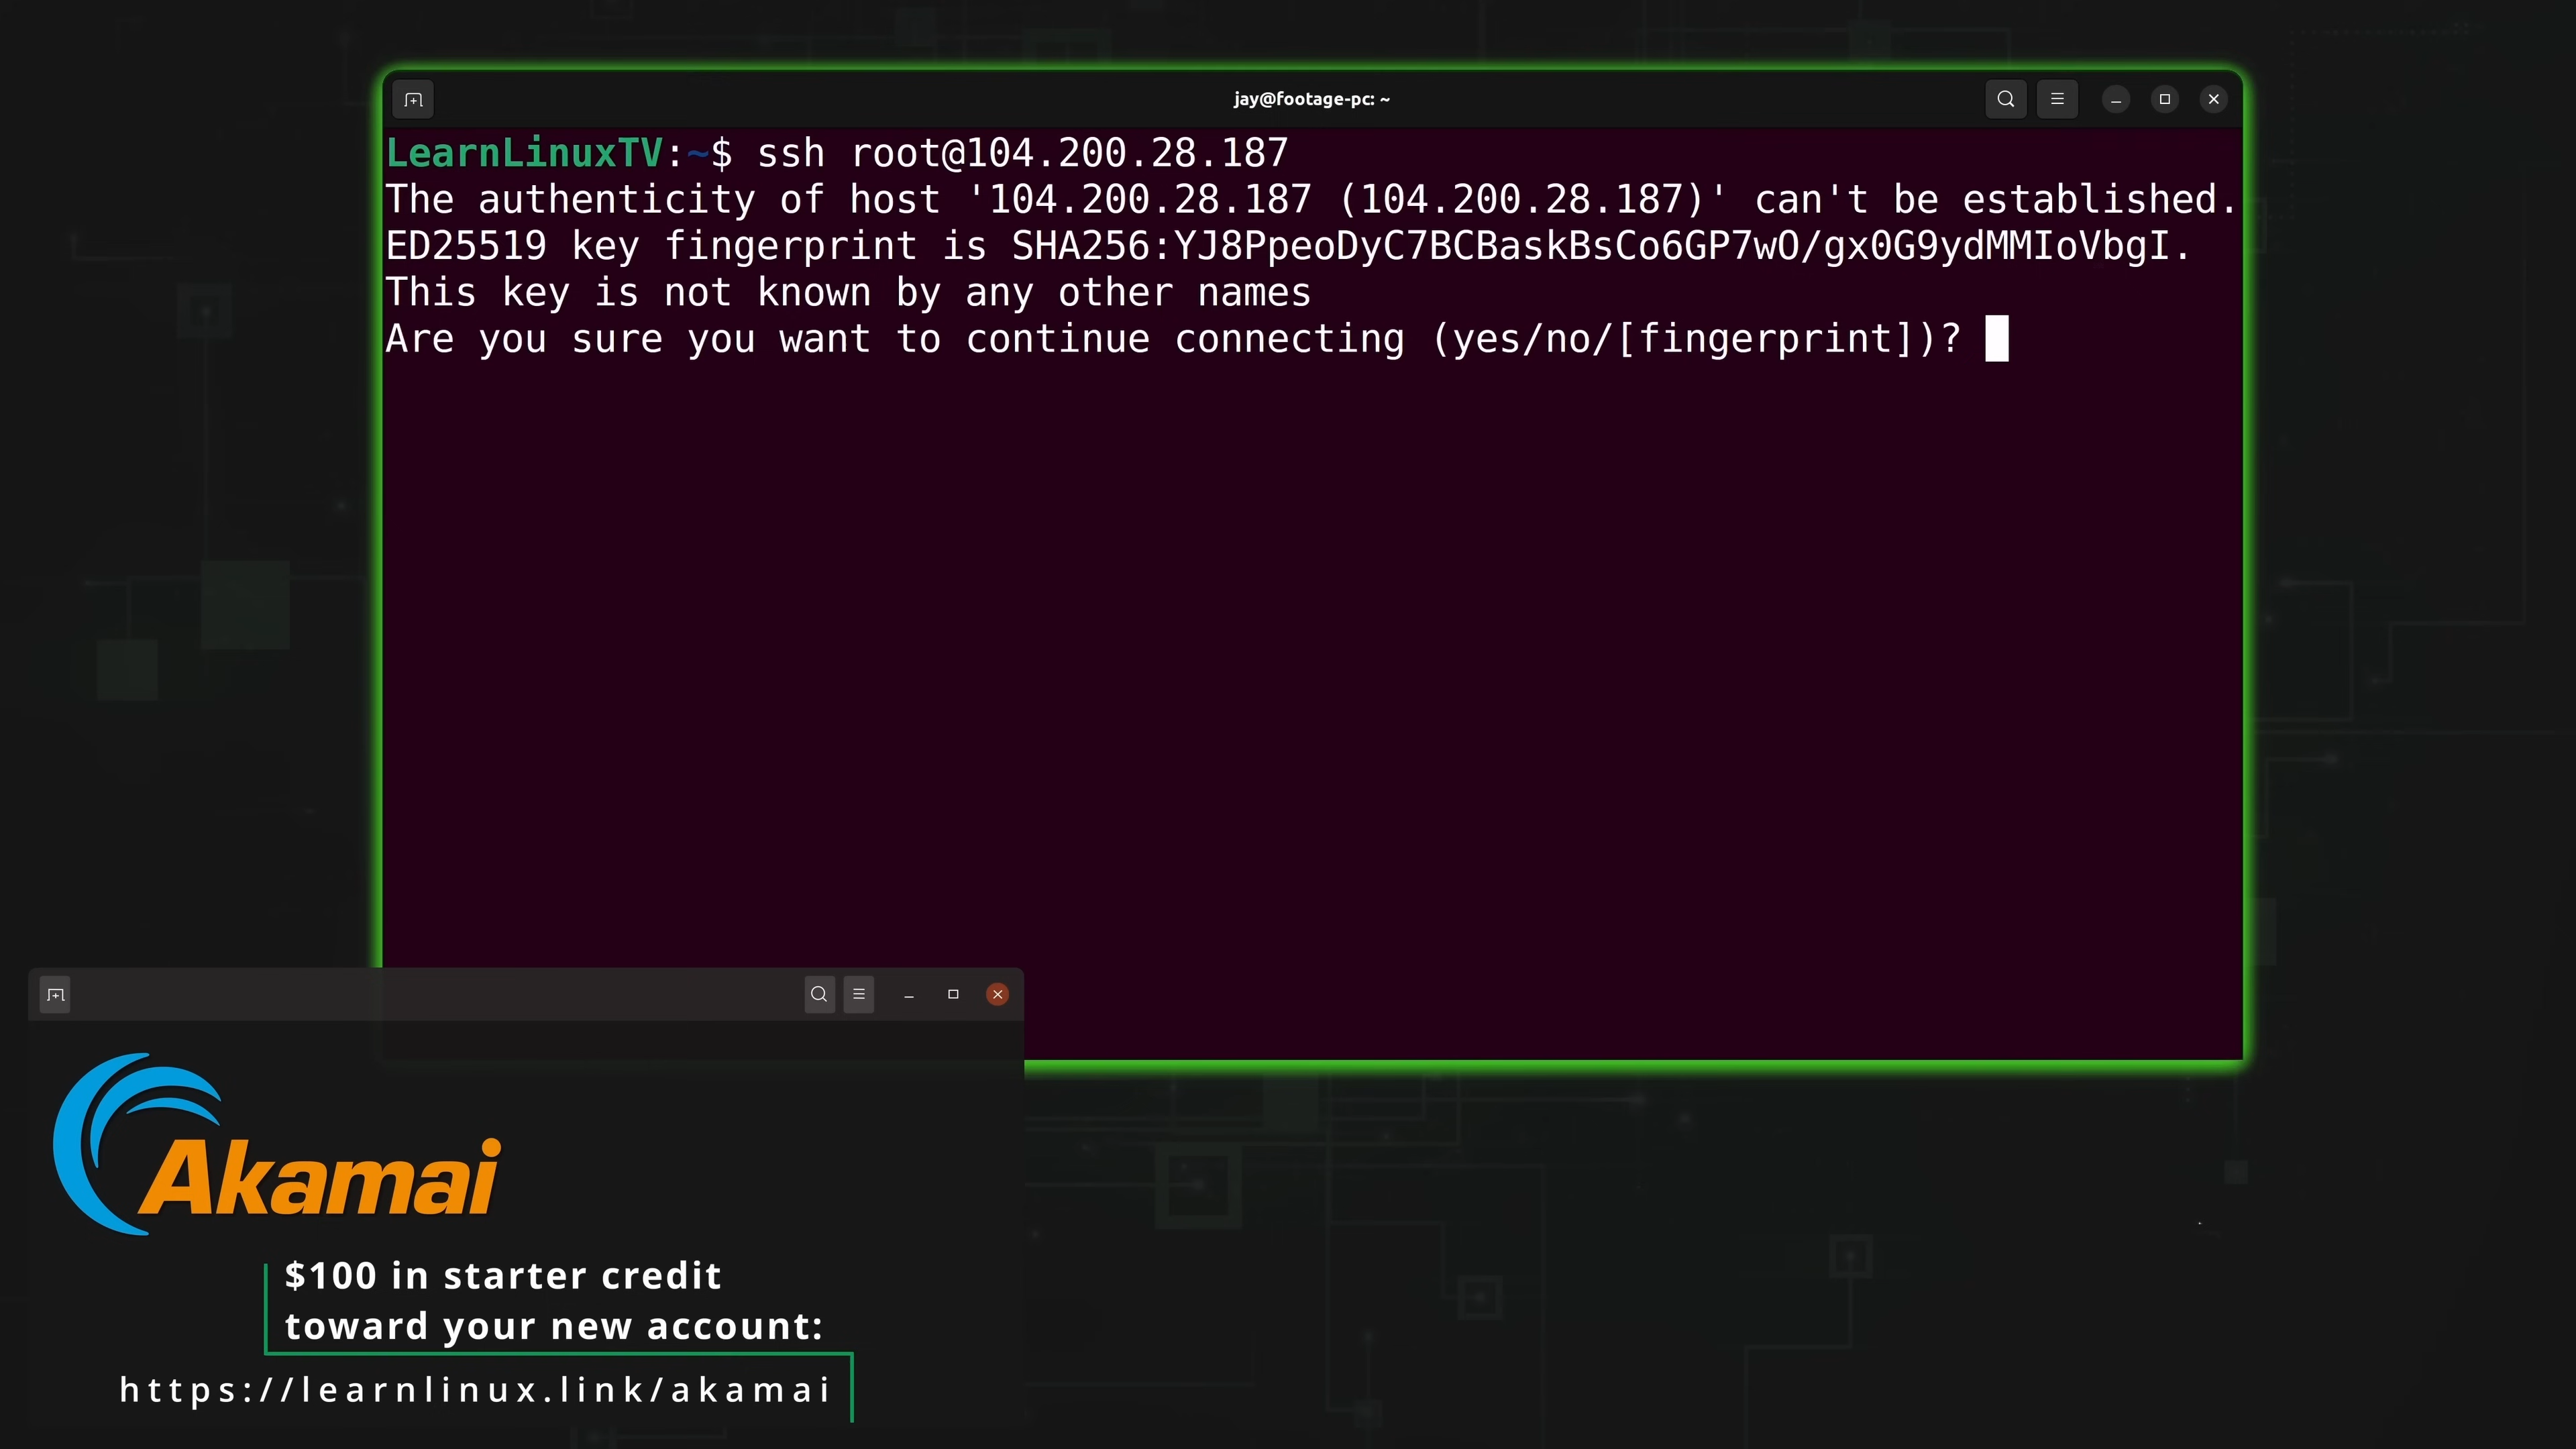 jay@footage-pc: ~
LearnLinuxTV:~$ ssh root@104.200.28.187
The authenticity of host '104.200.28.187 (104.200.28.187)' can't be established.
ED25519 key fingerprint is SHA256:YJ8PpeoDyC7BCBaskBsCo6GP7wO/gx0G9ydMMIoVbgI.
This key is not known by any other names
Are you sure you want to continue connecting (yes/no/[fingerprint])?
Akamai
$100 in starter credit
toward your new account:
https://learnlinux.link/akamai